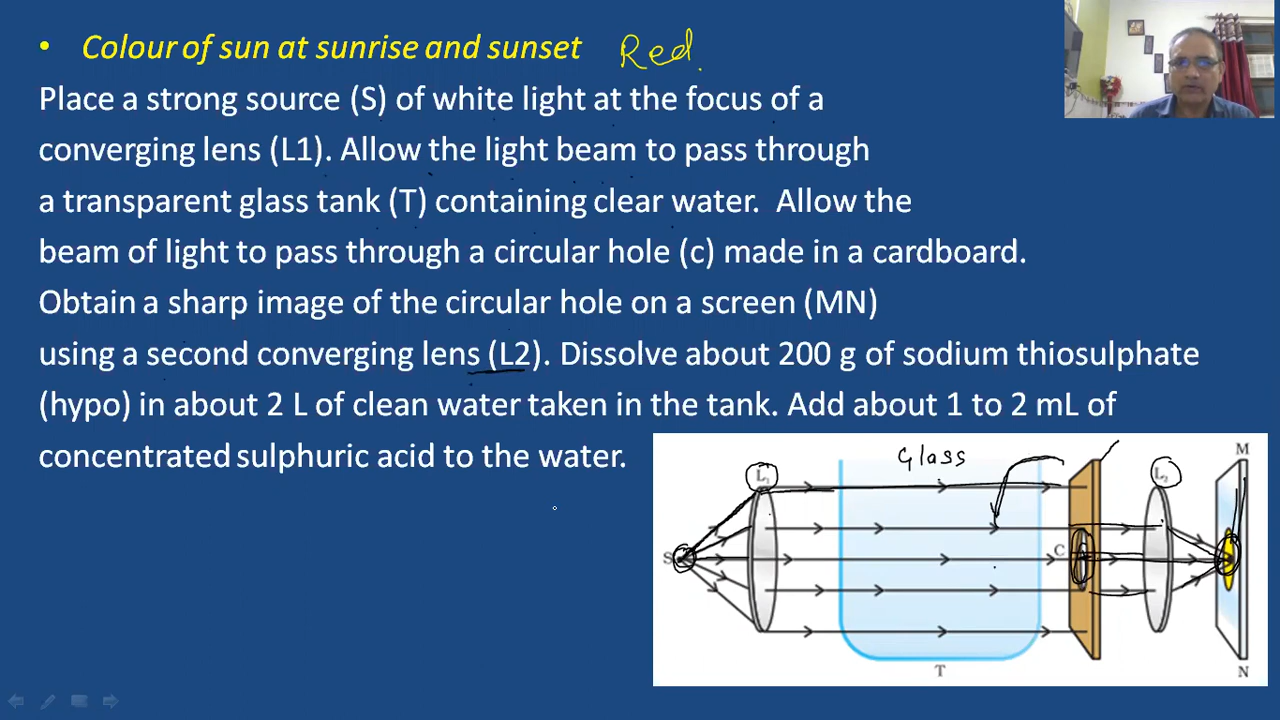 • Colour of sun at sunrise and sunset Red.
Place a strong source (S) of white light at the focus of a
converging lens (L1). Allow the light beam to pass through
a transparent glass tank (T) containing clear water. Allow the
beam of light to pass through a circular hole (c) made in a cardboard.
Obtain a sharp image of the circular hole on a screen (MN)
using a second converging lens (L2). Dissolve about 200 g of sodium thiosulphate
(hypo) in about 2 L of clean water taken in the tank. Add about 1 to 2 mL of
concentrated sulphuric acid to the water.
Glass
M
L₁
L₂
S
C
T
N